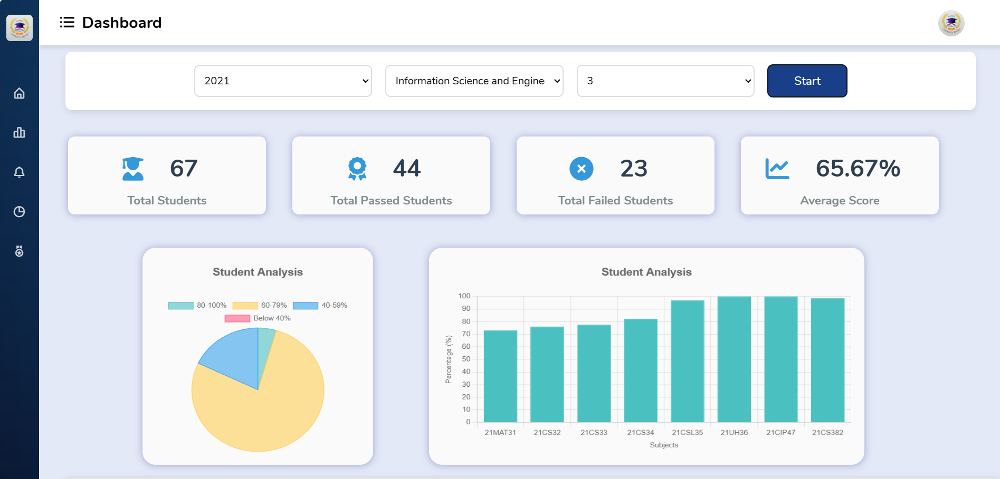 Dashboard
2021
Information Science and Engine
3
Start
67
Total Students
44
Total Passed Students
23
Total Failed Students
65.67%
Average Score
Student Analysis
80-100% 60-79% 40-59%
Below 40%
Student Analysis
Percentage (%)
100
90
80
70
60
50
40
30
20
10
0
21MAT31 21CS32 21CS33 21CS34 21CSL35 21UH36 21CIP47 21CS382
Subjects